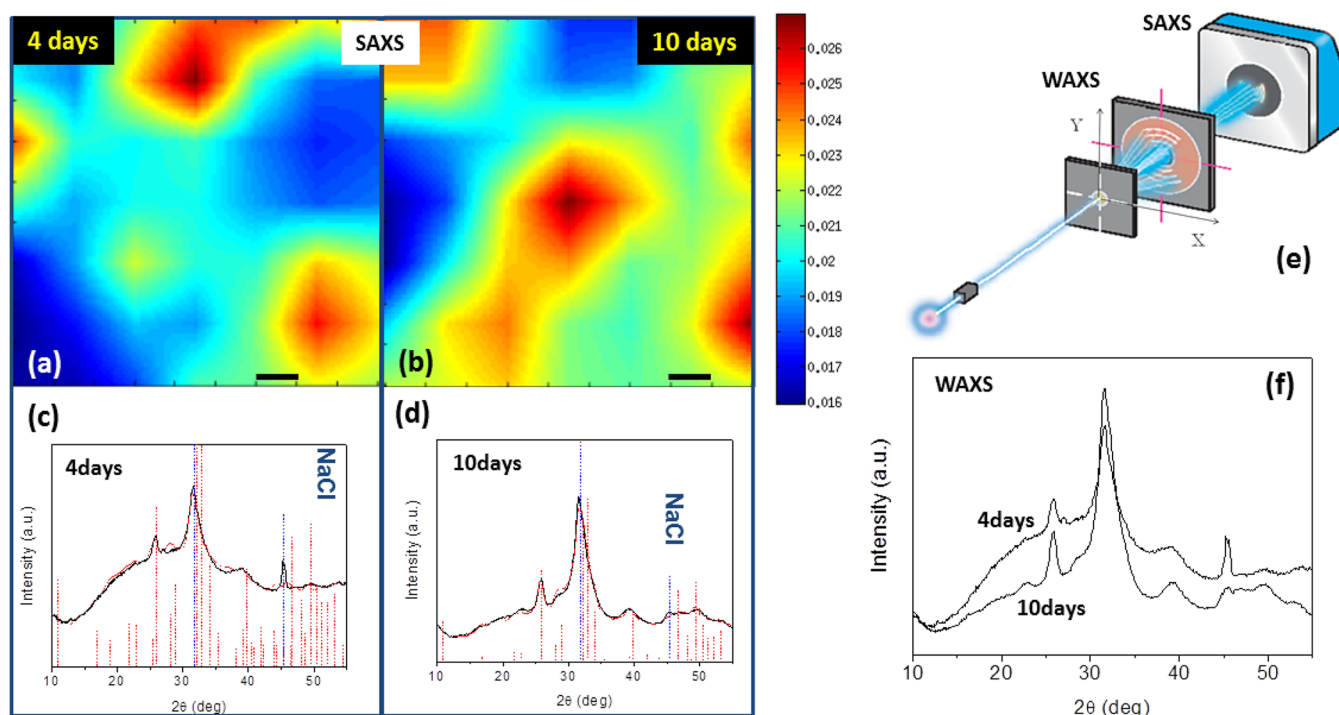 4 days
SAXS
10 days
(a)
(b)
0.026
0.025
0.024
0.023
0.022
0.021
0.020
0.019
0.018
0.017
0.016
SAXS
WAXS
Y
X
(e)
(c)
4days
NaCl
Intensity (a.u.)
10 20 30 40 50
2θ (deg)
(d)
10days
NaCl
Intensity (a.u.)
10 20 30 40 50
2θ (deg)
WAXS
(f)
4days
10days
Intensity (a.u.)
10 20 30 40 50
2θ (deg)